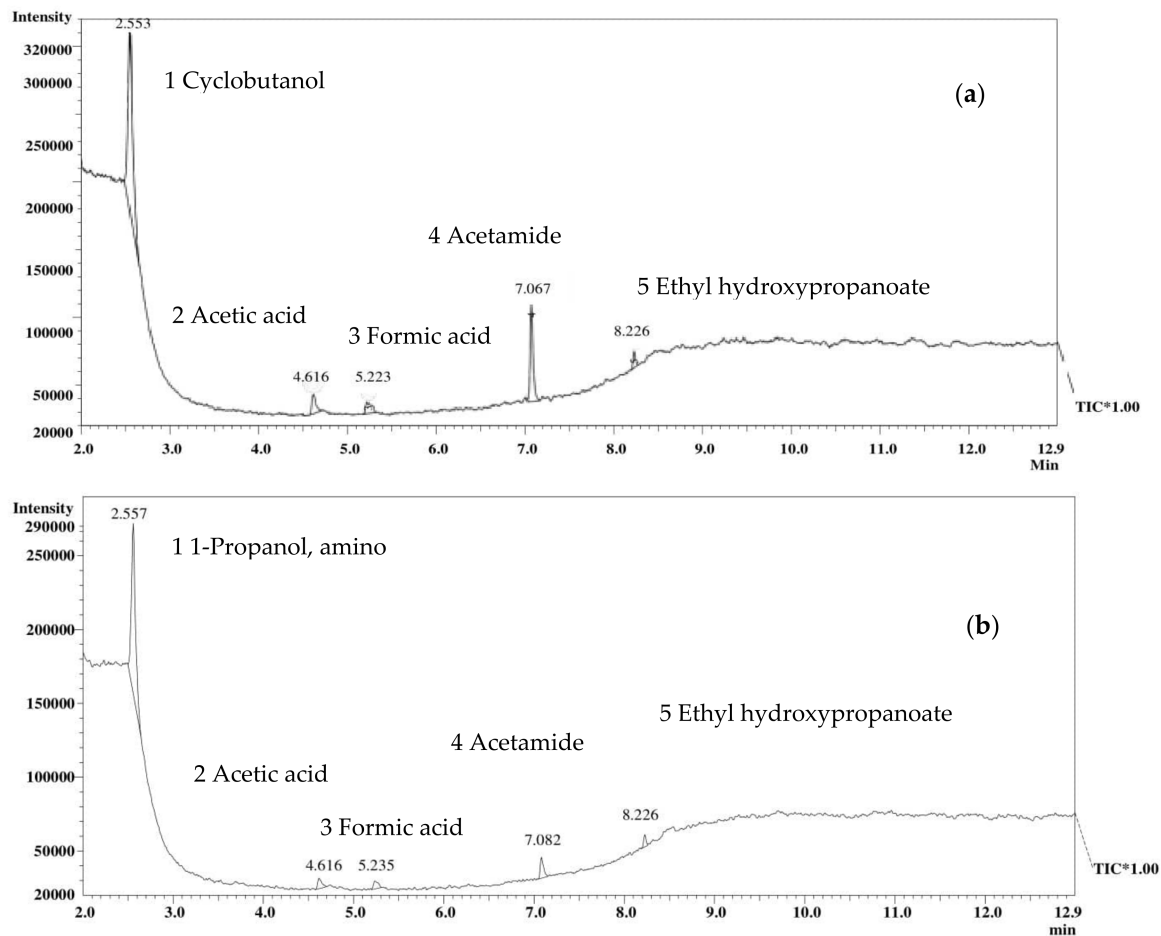 Intensity
2.553
320000
1 Cyclobutanol
(a)
300000
250000
200000
4 Acetamide
150000
7.067
5 Ethyl hydroxypropanoate
2 Acetic acid
3 Formic acid
100000
8.226
4.616
5.223
50000
TIC*1.00
20000
2.0 3.0 4.0 5.0 6.0 7.0 8.0 9.0 10.0 11.0 12.0 12.9
Min
Intensity
2.557
290000
1 1-Propanol, amino
250000
(b)
200000
5 Ethyl hydroxypropanoate
150000
4 Acetamide
2 Acetic acid
100000
3 Formic acid
8.226
7.082
50000
4.616
5.235
TIC*1.00
20000
2.0 3.0 4.0 5.0 6.0 7.0 8.0 9.0 10.0 11.0 12.0 12.9
min